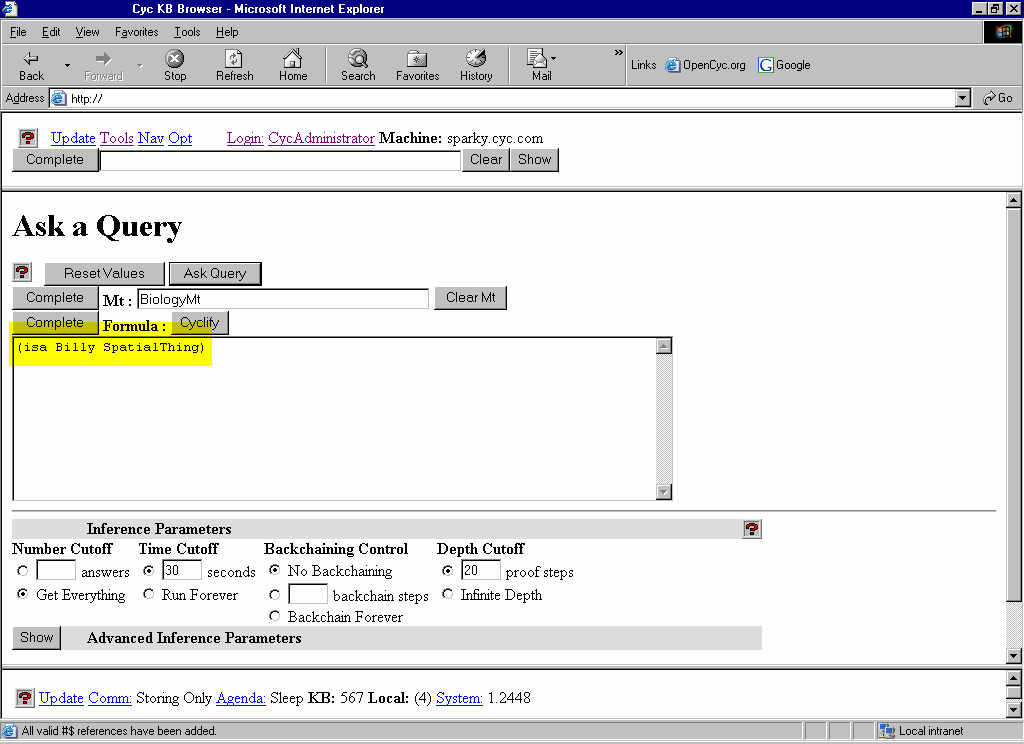 Cyc KB Browser - Microsoft Internet Explorer
File Edit View Favorites Tools Help
Back Forward Stop Refresh Home Search Favorites History Mail » Links OpenCyc.org G Google
Address http:// Go
? Update Tools Nav Opt Login: CycAdministrator Machine: sparky.cyc.com
Complete Clear Show
Ask a Query
? Reset Values Ask Query
Complete Mt : BiologyMt Clear Mt
Complete Formula : Cyclify
(isa Billy SpatialThing)
Inference Parameters ?
Number Cutoff Time Cutoff Backchaining Control Depth Cutoff
answers 30 seconds No Backchaining 20 proof steps
Get Everything Run Forever backchain steps Infinite Depth
Backchain Forever
Show Advanced Inference Parameters
? Update Comm: Storing Only Agenda: Sleep KB: 567 Local: (4) System: 1.2448
All valid #$ references have been added. Local intranet